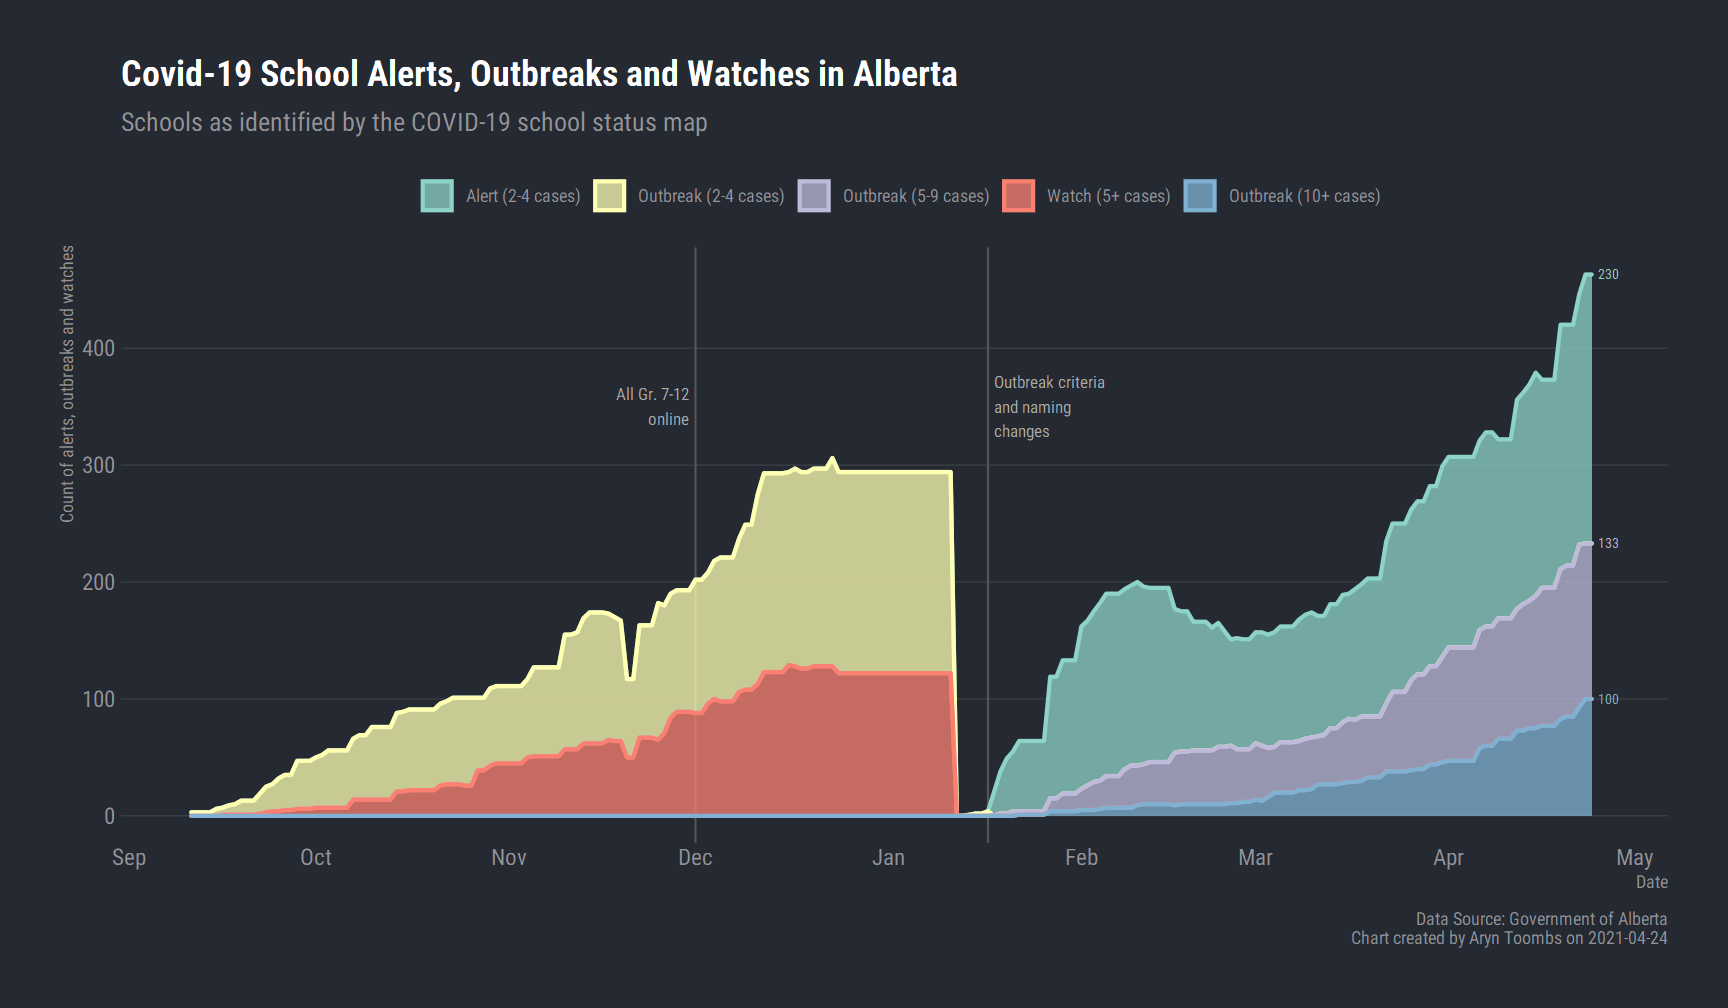 Covid-19 School Alerts, Outbreaks and Watches in Alberta
Schools as identified by the COVID-19 school status map
Alert (2-4 cases)
Outbreak (2-4 cases)
Outbreak (5-9 cases)
Watch (5+ cases)
Outbreak (10+ cases)
Count of alerts, outbreaks and watches
400
300
200
100
0
All Gr. 7-12
online
Outbreak criteria
and naming
changes
230
133
100
Sep
Oct
Nov
Dec
Jan
Feb
Mar
Apr
May
Date
Data Source: Government of Alberta
Chart created by Aryn Toombs on 2021-04-24